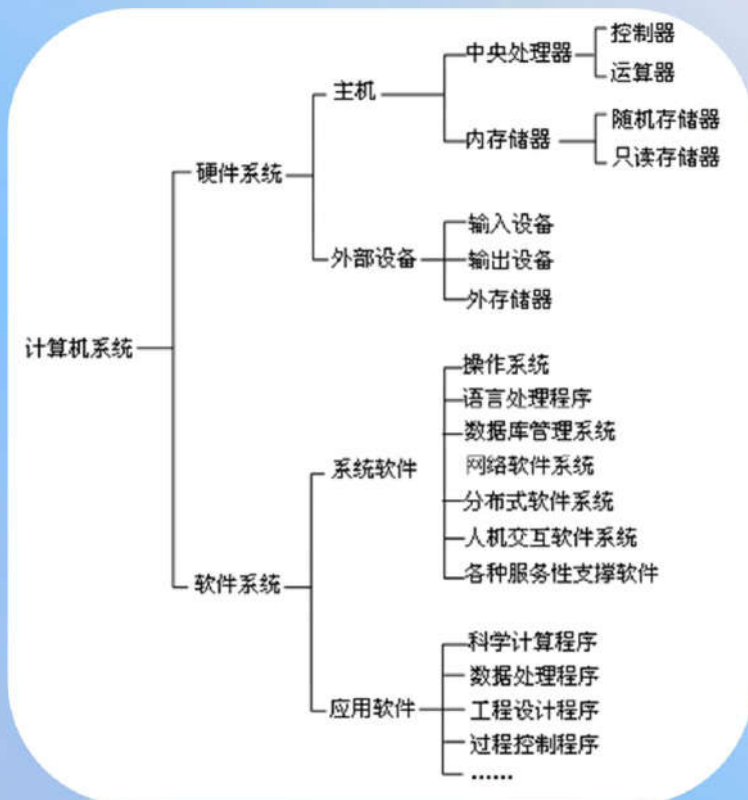 计算机系统
硬件系统
主机
中央处理器
控制器
运算器
内存储器
随机存储器
只读存储器
外部设备
输入设备
输出设备
外存储器
软件系统
系统软件
操作系统
语言处理程序
数据库管理系统
网络软件系统
分布式软件系统
人机交互软件系统
各种服务性支撑软件
应用软件
科学计算程序
数据处理程序
工程设计程序
过程控制程序
……